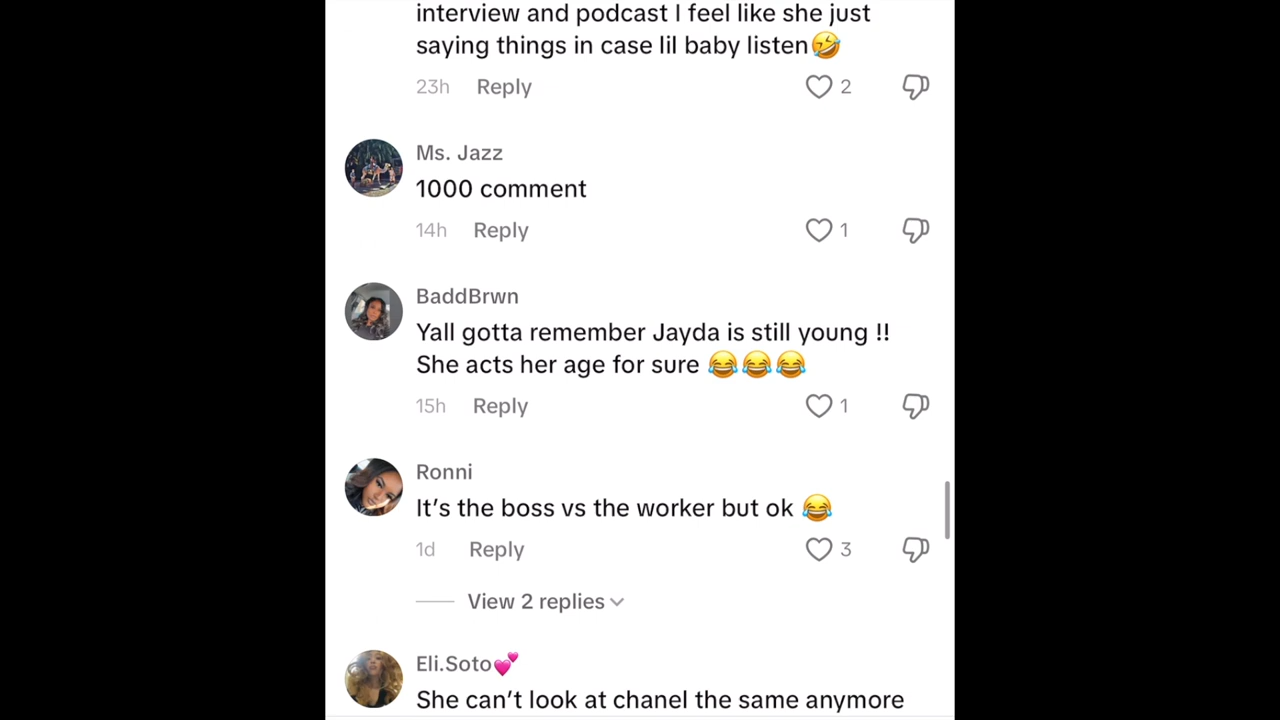 interview and podcast I feel like she just
saying things in case lil baby listen🤣
23h Reply 2
Ms. Jazz
1000 comment
14h Reply 1
BaddBrwn
Yall gotta remember Jayda is still young !!
She acts her age for sure 😂😂😂
15h Reply 1
Ronni
It’s the boss vs the worker but ok 😂
1d Reply 3
View 2 replies
Eli.Soto💕
She can’t look at chanel the same anymore